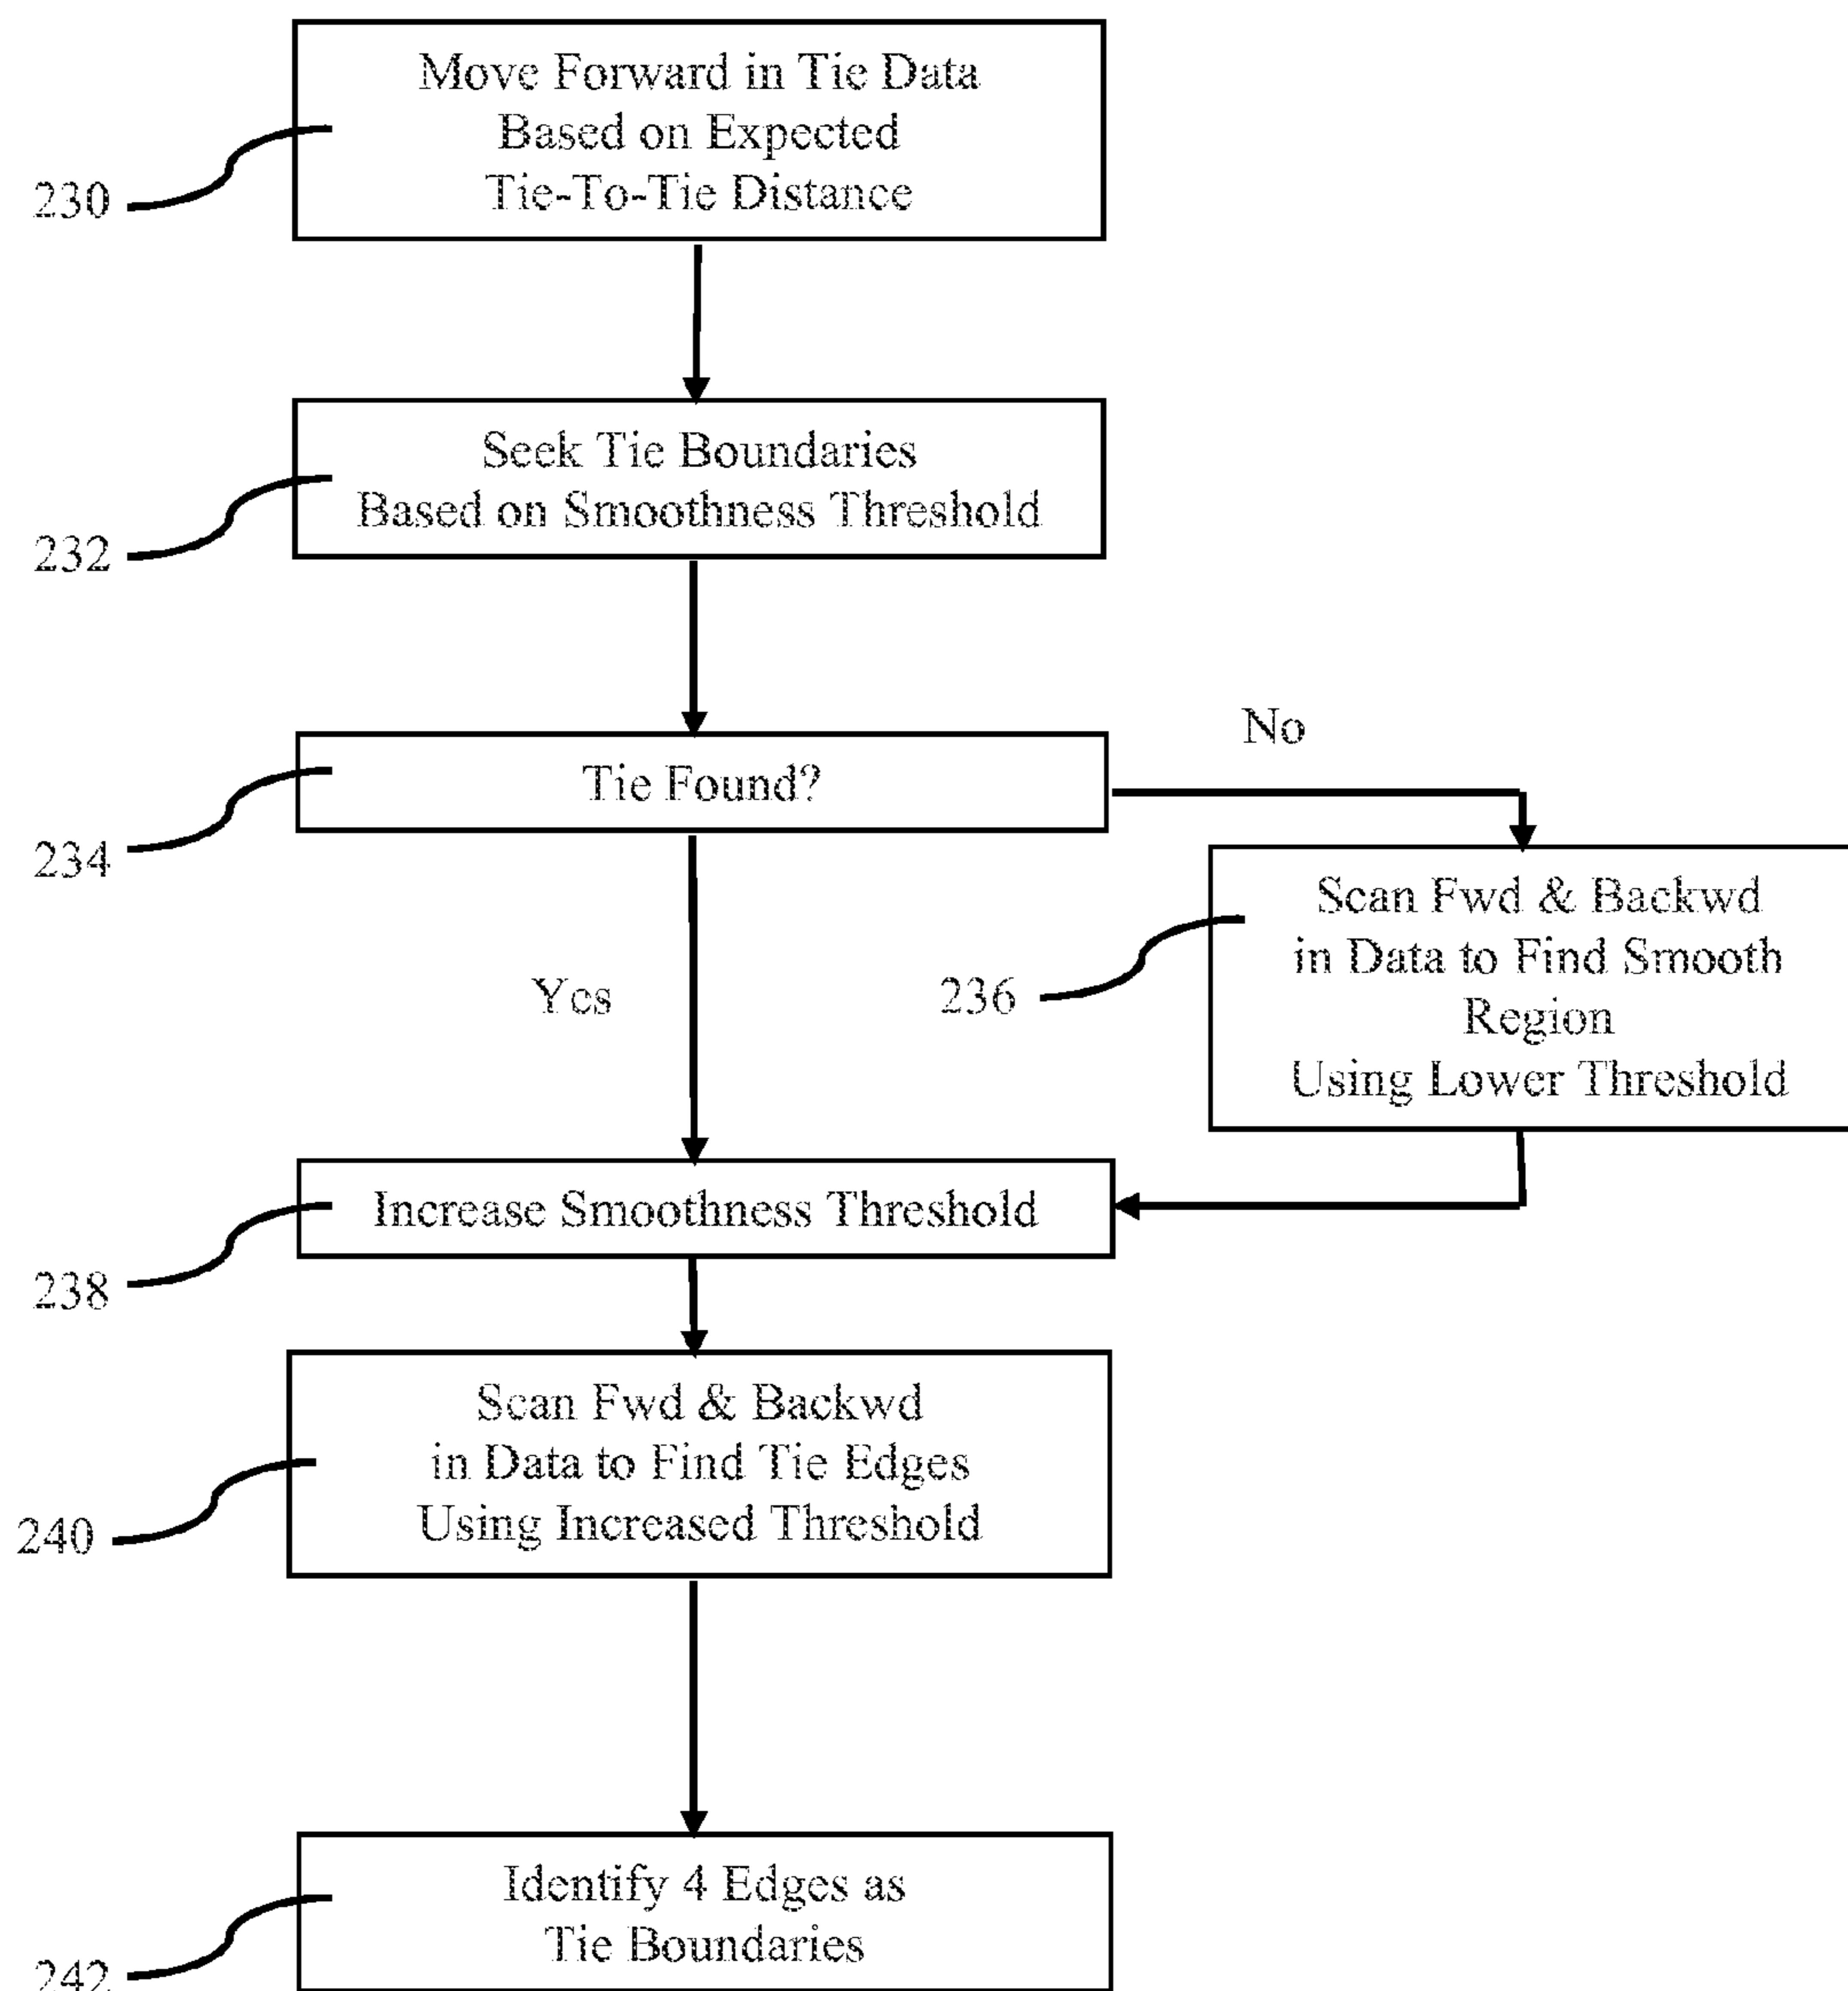 Move Forward in Tie Data
Based on Expected
Tie-To-Tie Distance
230
Seek Tie Boundaries
Based on Smoothness Threshold
232
Tie Found?
No
234
Scan Fwd & Backwd
in Data to Find Smooth
Region
Using Lower Threshold
236
Yes
Increase Smoothness Threshold
238
Scan Fwd & Backwd
in Data to Find Tie Edges
Using Increased Threshold
240
Identify 4 Edges as
Tie Boundaries
242